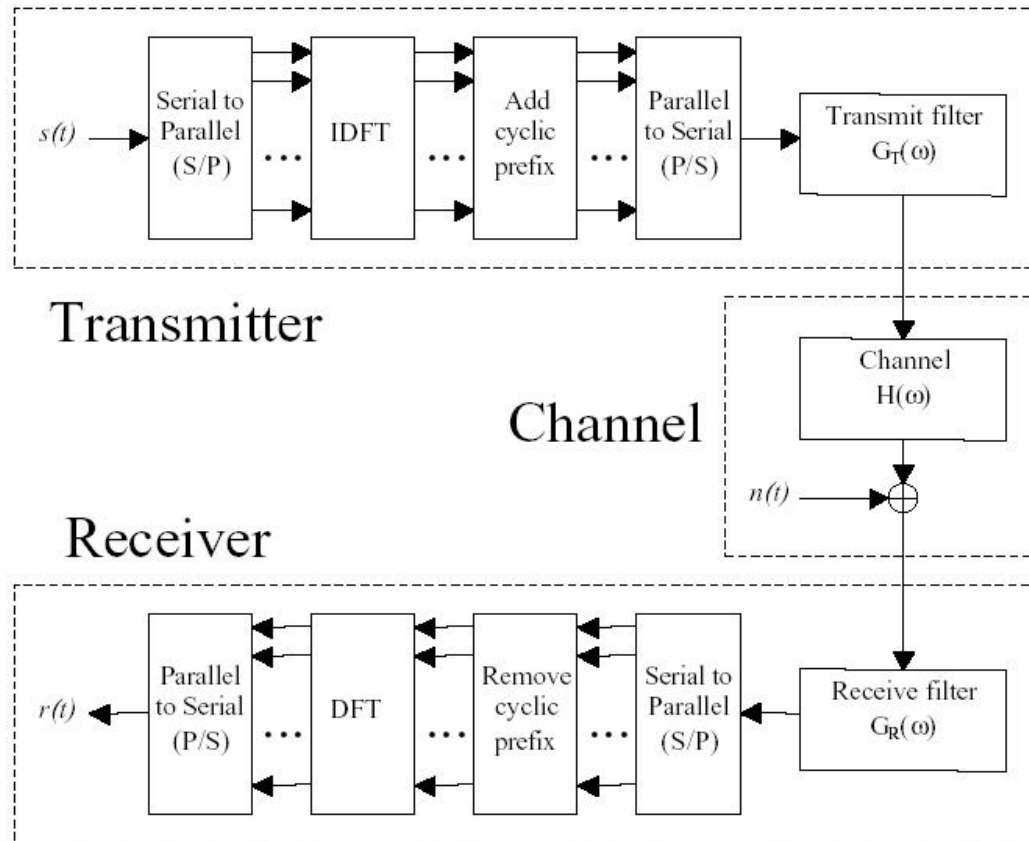 s(t)
Serial to
Parallel
(S/P)
...
IDFT
...
Add
cyclic
prefix
...
Parallel
to Serial
(P/S)
Transmit filter
G_T(ω)
Transmitter
Channel
Channel
H(ω)
n(t)
Receiver
r(t)
Parallel
to Serial
(P/S)
...
DFT
...
Remove
cyclic
prefix
...
Serial to
Parallel
(S/P)
Receive filter
G_R(ω)